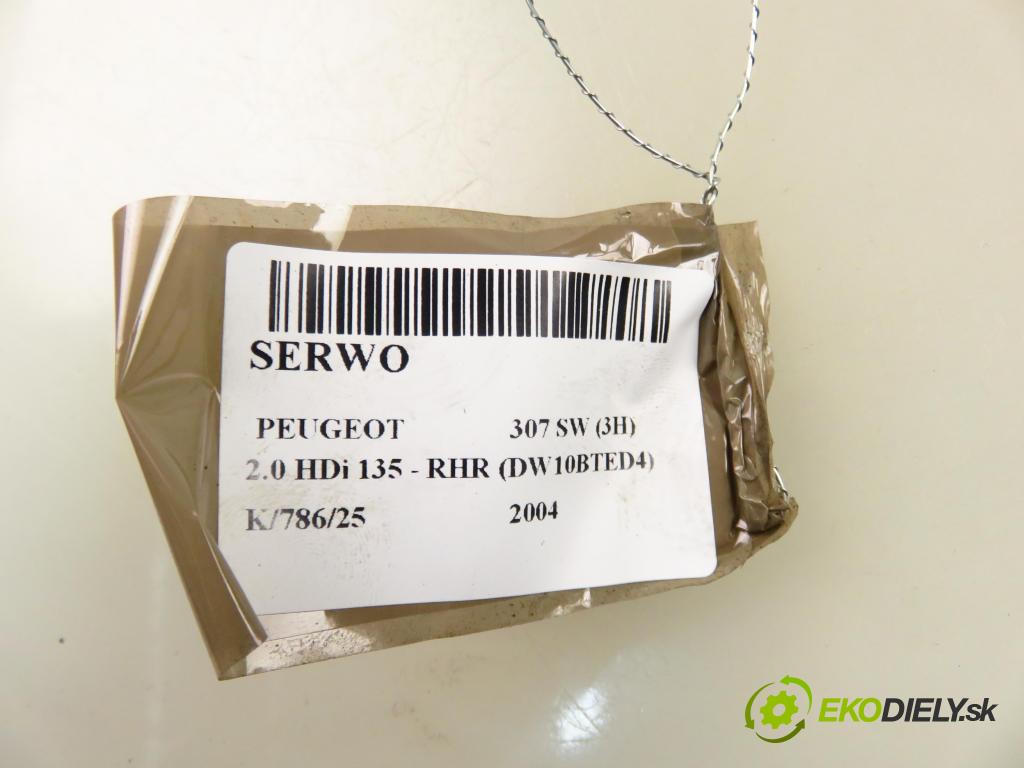 SERWO
PEUGEOT 307 SW (3H)
2.0 HDi 135 - RHR (DW10BTED4)
K/786/25 2004
EKODIELY.sk